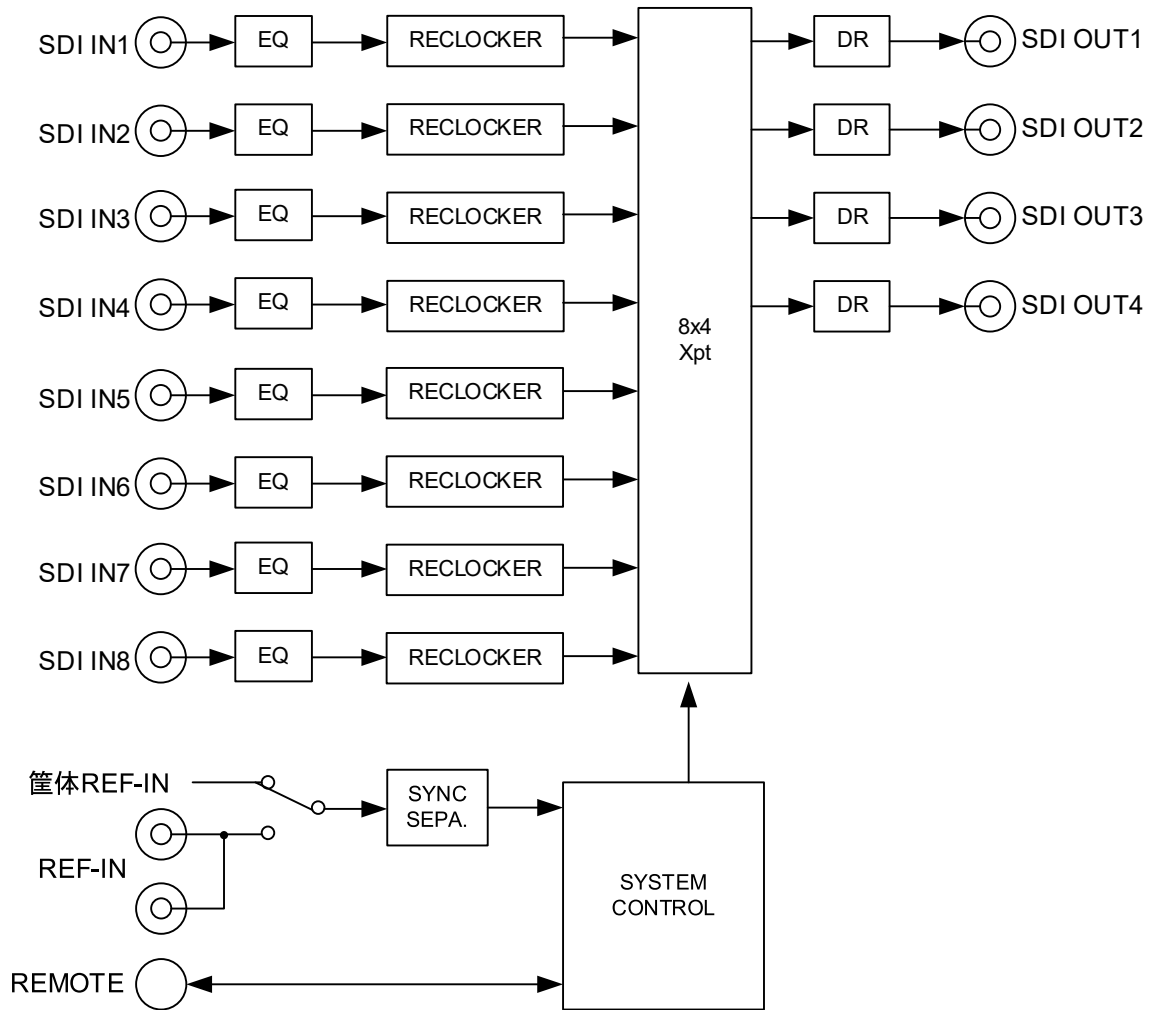 SDI IN1 EQ RECLOCKER DR SDI OUT1
SDI IN2 EQ RECLOCKER DR SDI OUT2
SDI IN3 EQ RECLOCKER DR SDI OUT3
SDI IN4 EQ RECLOCKER DR SDI OUT4
8x4
Xpt
SDI IN5 EQ RECLOCKER
SDI IN6 EQ RECLOCKER
SDI IN7 EQ RECLOCKER
SDI IN8 EQ RECLOCKER
筐体REF-IN
SYNC
SEPA.
REF-IN
SYSTEM
CONTROL
REMOTE